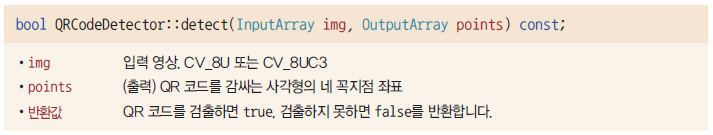 bool QRCodeDetector::detect(InputArray img, OutputArray points) const;
• img 입력 영상. CV_8U 또는 CV_8UC3
• points (출력) QR 코드를 감싸는 사각형의 네 꼭지점 좌표
• 반환값 QR 코드를 검출하면 true, 검출하지 못하면 false를 반환합니다.